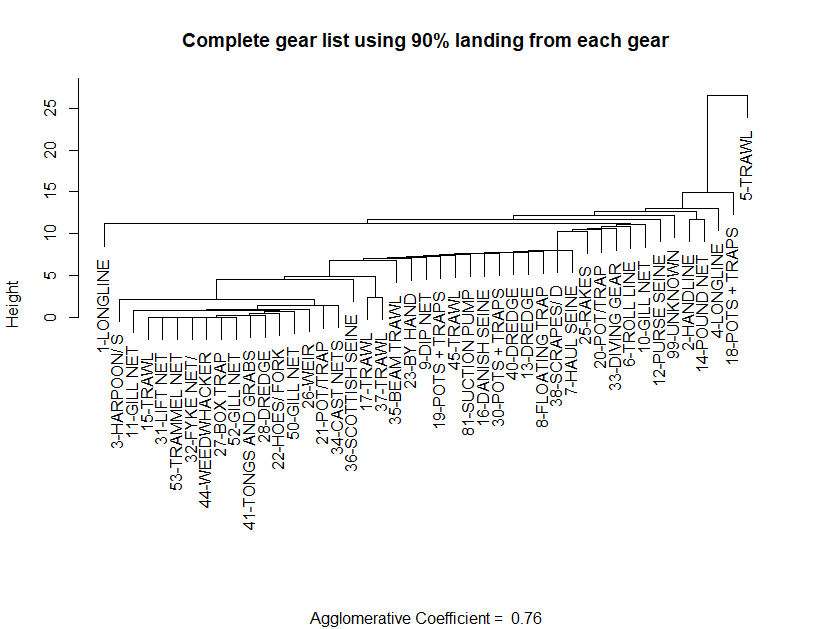 Complete gear list using 90% landing from each gear
Height
25
20
15
10
5
0
1-LONGLINE
3-HARPOON/ S
11-GILL NET
15-TRAWL
31-LIFT NET
53-TRAMMEL NET
32-FYKE NET/
44-WEEDWHACKER
27-BOX TRAP
52-GILL NET
41-TONGS AND GRABS
28-DREDGE
22-HOES/ FORK
50-GILL NET
26-WEIR
21-POT/TRAP
34-CAST NETS
36-SCOTTISH SEINE
17-TRAWL
37-TRAWL
35-BEAM TRAWL
23-BY HAND
9-DIP NET
19-POTS + TRAPS
45-TRAWL
81-SUCTION PUMP
16-DANISH SEINE
30-POTS + TRAPS
40-DREDGE
13-DREDGE
8-FLOATING TRAP
38-SCRAPES/ D
7-HAUL SEINE
25-RAKES
20-POT/TRAP
33-DIVING GEAR
6-TROLL LINE
10-GILL NET
12-PURSE SEINE
99-UNKNOWN
2-HANDLINE
14-POUND NET
4-LONGLINE
18-POTS + TRAPS
5-TRAWL
Agglomerative Coefficient = 0.76